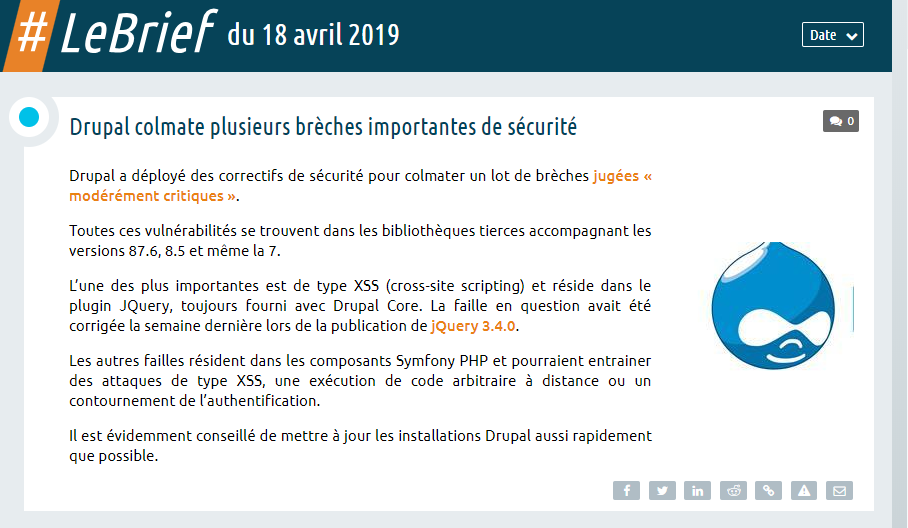 #LeBrief du 18 avril 2019
Date
Drupal colmate plusieurs brèches importantes de sécurité
0
Drupal a déployé des correctifs de sécurité pour colmater un lot de brèches jugées «
modérément critiques ».
Toutes ces vulnérabilités se trouvent dans les bibliothèques tierces accompagnant les
versions 87.6, 8.5 et même la 7.
L’une des plus importantes est de type XSS (cross-site scripting) et réside dans le
plugin JQuery, toujours fourni avec Drupal Core. La faille en question avait été
corrigée la semaine dernière lors de la publication de jQuery 3.4.0.
Les autres failles résident dans les composants Symfony PHP et pourraient entrainer
des attaques de type XSS, une exécution de code arbitraire à distance ou un
contournement de l’authentification.
Il est évidemment conseillé de mettre à jour les installations Drupal aussi rapidement
que possible.